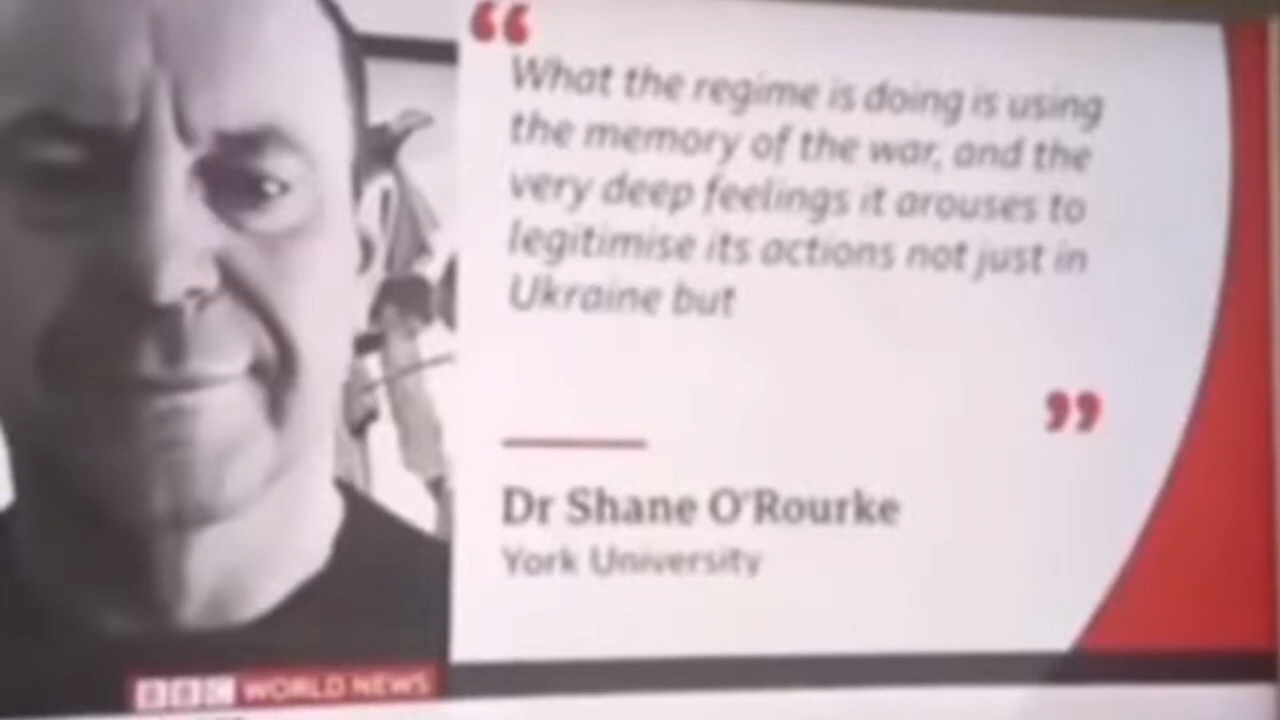 “
What the regime is doing is using
the memory of the war, and the
very deep feelings it arouses to
legitimise its actions not just in
Ukraine but
”
Dr Shane O'Rourke
York University
BBC WORLD NEWS